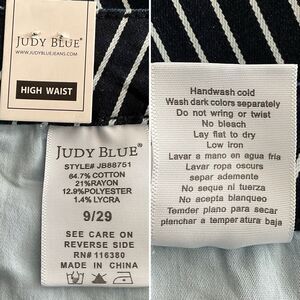 JUDY BLUE®
WWW.JUDYBLUEJEANS.COM
HIGH WAIST
JUDY BLUE®
STYLE# JB88751
64.7% COTTON
21%RAYON
12.9%POLYESTER
1.4% LYCRA
9/29
SEE CARE ON
REVERSE SIDE
RN# 116380
MADE IN CHINA
Handwash cold
Wash dark colors separately
Do not wring or twist
No bleach
Lay flat to dry
Low iron
Lavar a mano en agua fria
Lavar ropa oscurs
separ ademente
No seque ni tuerza
No acepta blanqueo
Temder plano para secar
planchar a temperatura baja